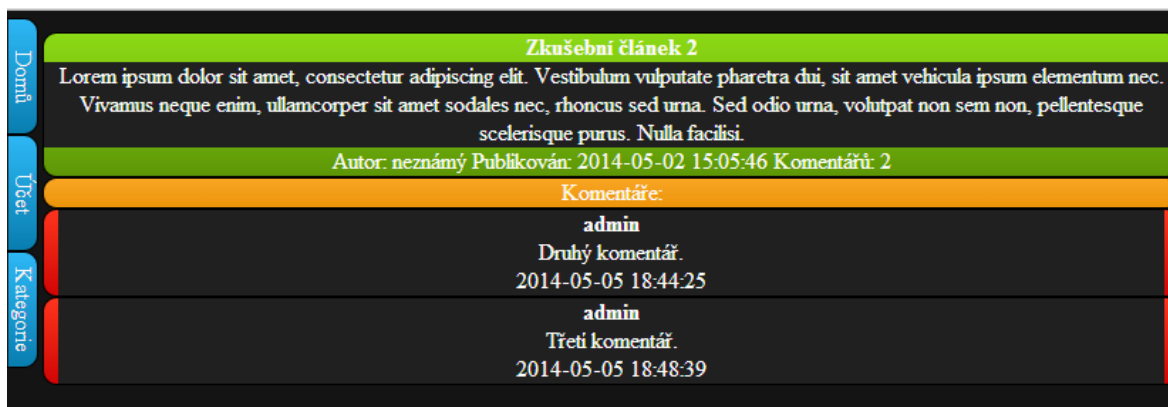 Domů
Účet
Kategorie
Zkušební článek 2
Lorem ipsum dolor sit amet, consectetur adipiscing elit. Vestibulum vulputate pharetra dui, sit amet vehicula ipsum elementum nec.
Vivamus neque enim, ullamcorper sit amet sodales nec, rhoncus sed urna. Sed odio urna, volutpat non sem non, pellentesque
scelerisque purus. Nulla facilisi.
Autor: neznámý Publikován: 2014-05-02 15:05:46 Komentářů: 2
Komentáře:
admin
Druhý komentář.
2014-05-05 18:44:25
admin
Třetí komentář.
2014-05-05 18:48:39